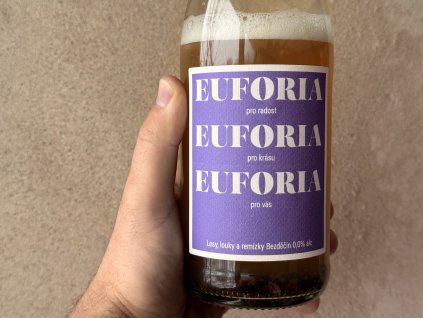 EUFORIA
pro radost
EUFORIA
pro krásu
EUFORIA
pro vás
Lesy, louky a remízky Bezděčín 0,0% alc